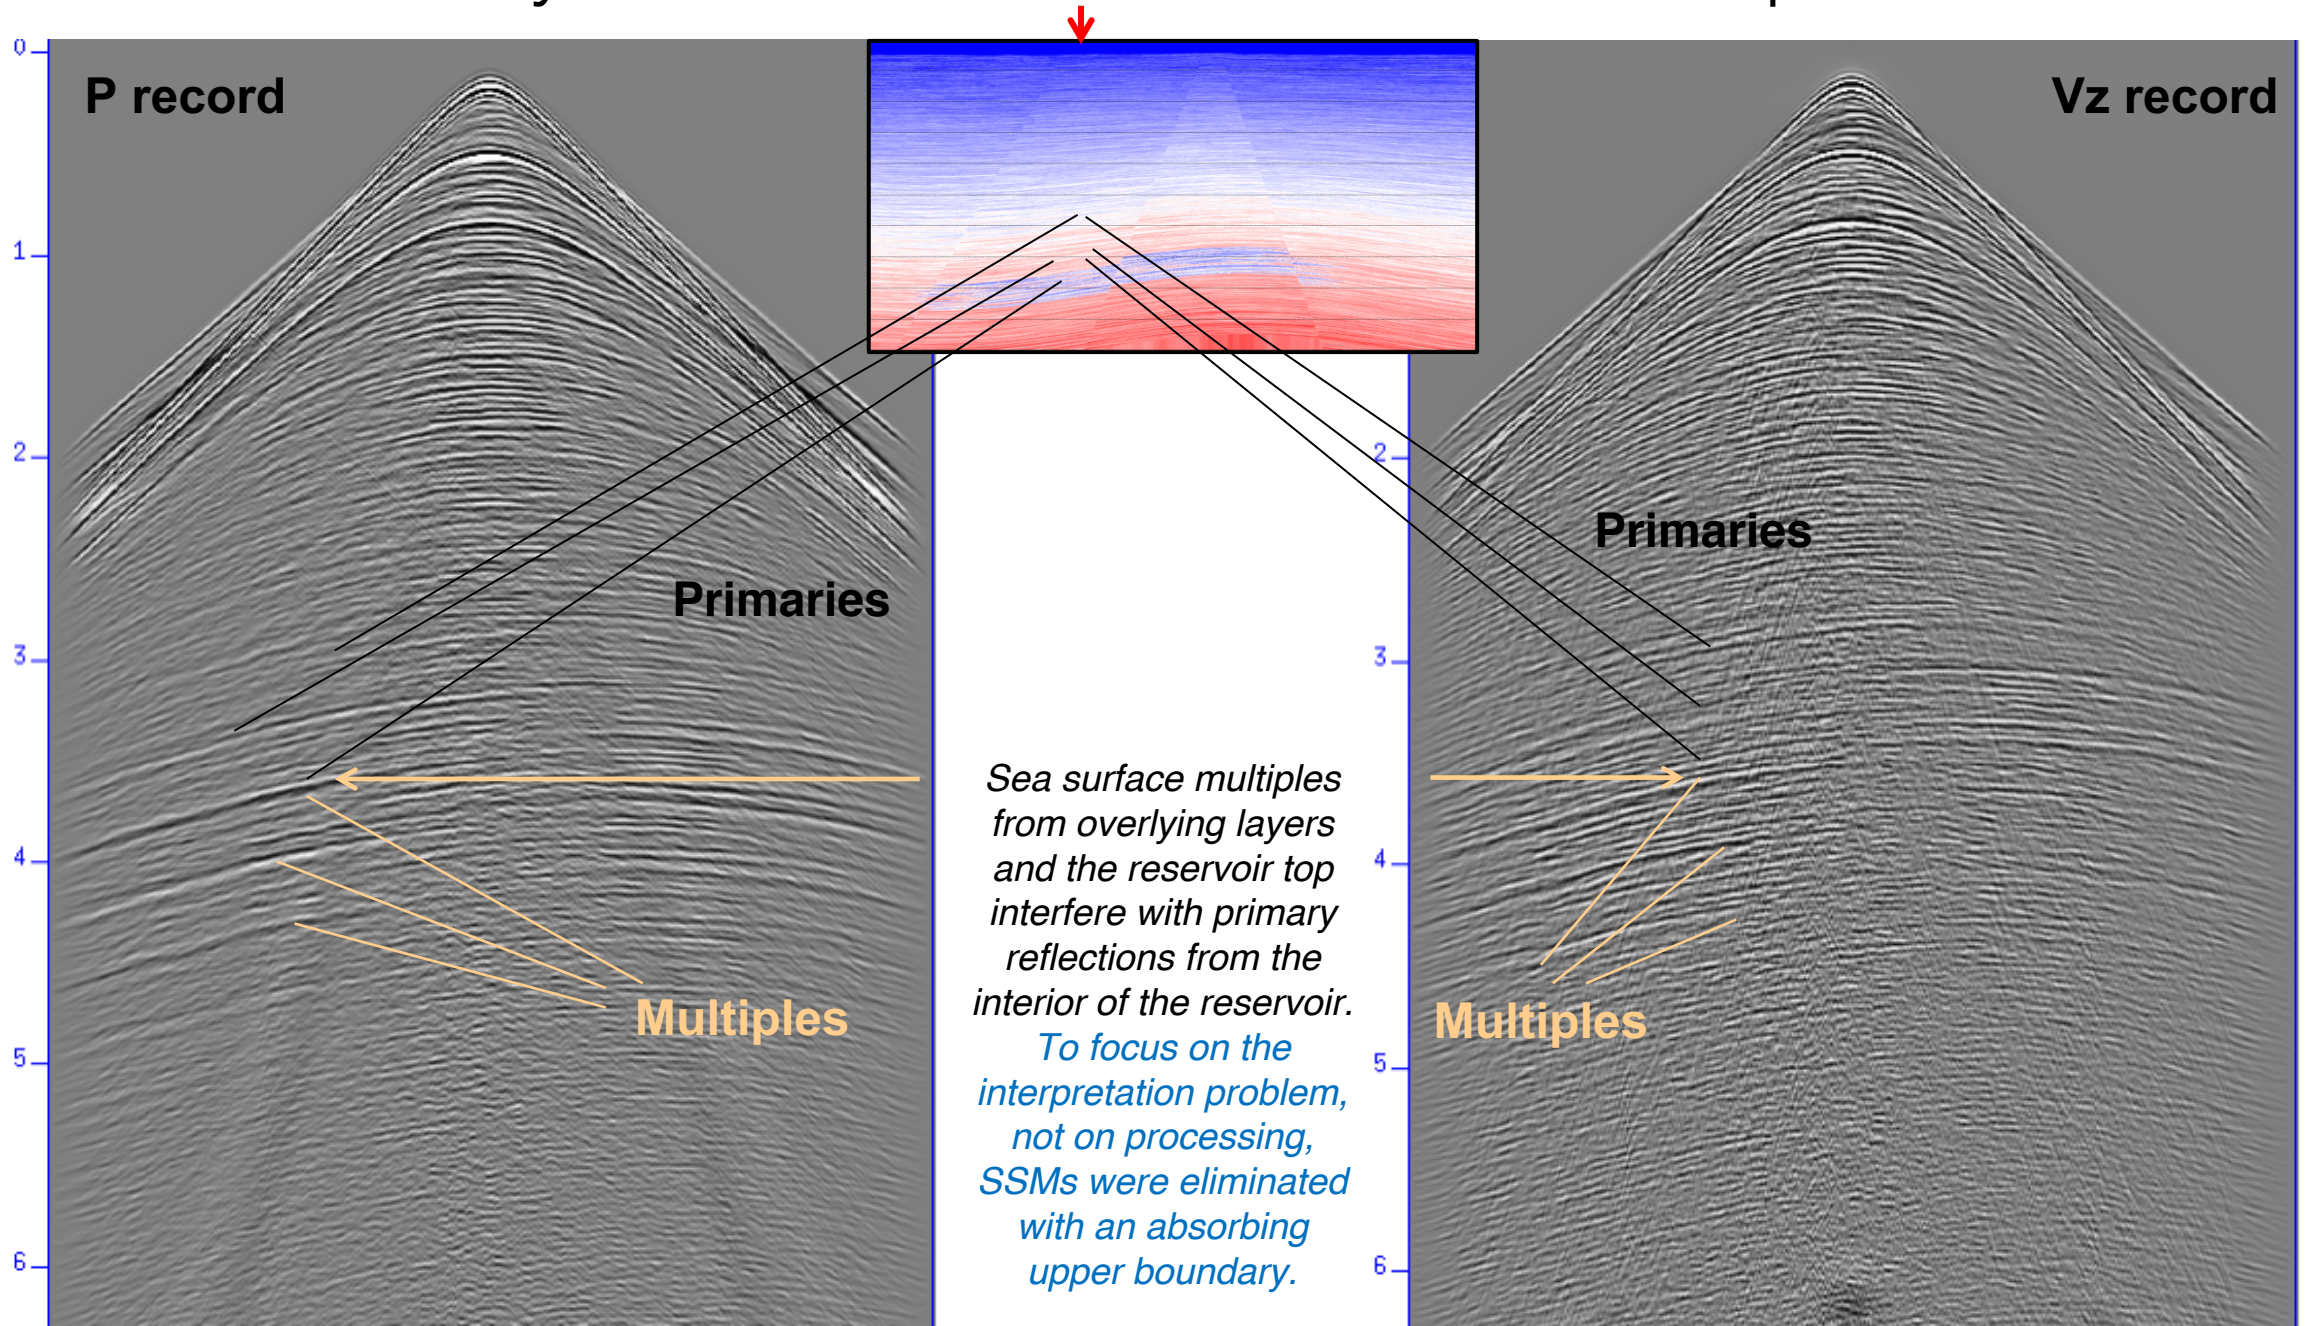 0
P record
Vz record
1
2
2
Primaries
Primaries
3
3
Sea surface multiples
from overlying layers
and the reservoir top
interfere with primary
reflections from the
interior of the reservoir.
To focus on the
interpretation problem,
not on processing,
SSMs were eliminated
with an absorbing
upper boundary.
4
4
Multiples
Multiples
5
5
6
6